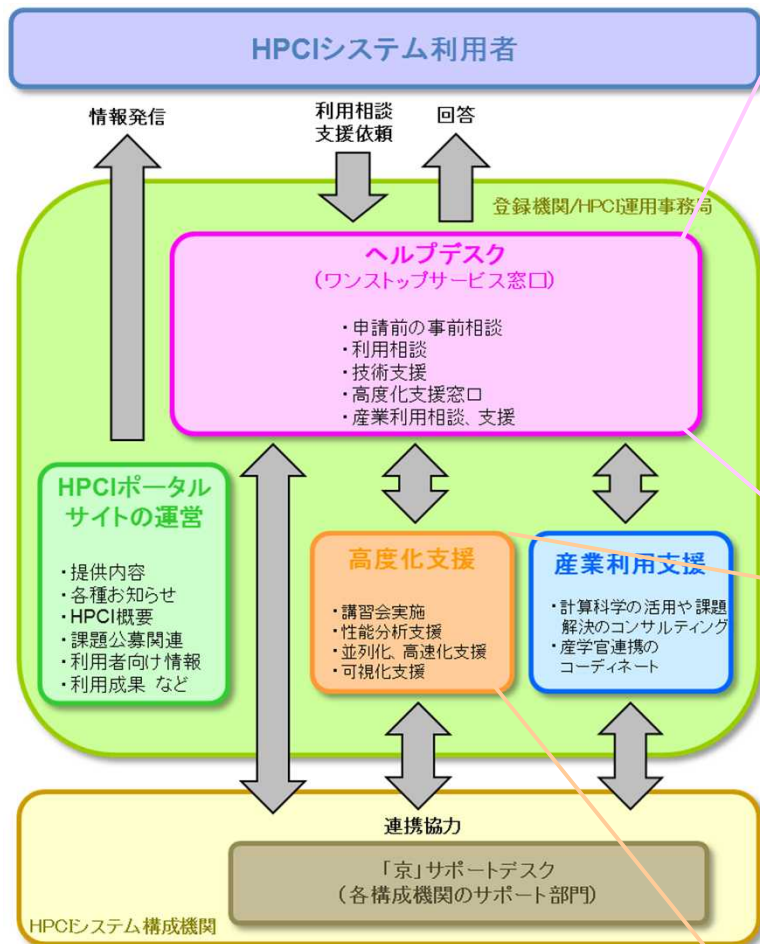 HPCIシステム利用者
情報発信
利用相談
支援依頼
回答
登録機関/HPCI運用事務局
ヘルプデスク
(ワンストップサービス窓口)
・申請前の事前相談
・利用相談
・技術支援
・高度化支援窓口
・産業利用相談、支援
HPCIポータル
サイトの運営
・提供内容
・各種お知らせ
・HPCI概要
・課題公募関連
・利用者向け情報
・利用成果 など
高度化支援
・講習会実施
・性能分析支援
・並列化、高速化支援
・可視化支援
産業利用支援
・計算科学の活用や課題
解決のコンサルティング
・産学官連携の
コーディネート
連携協力
「京」サポートデスク
(各構成機関のサポート部門)
HPCIシステム構成機関